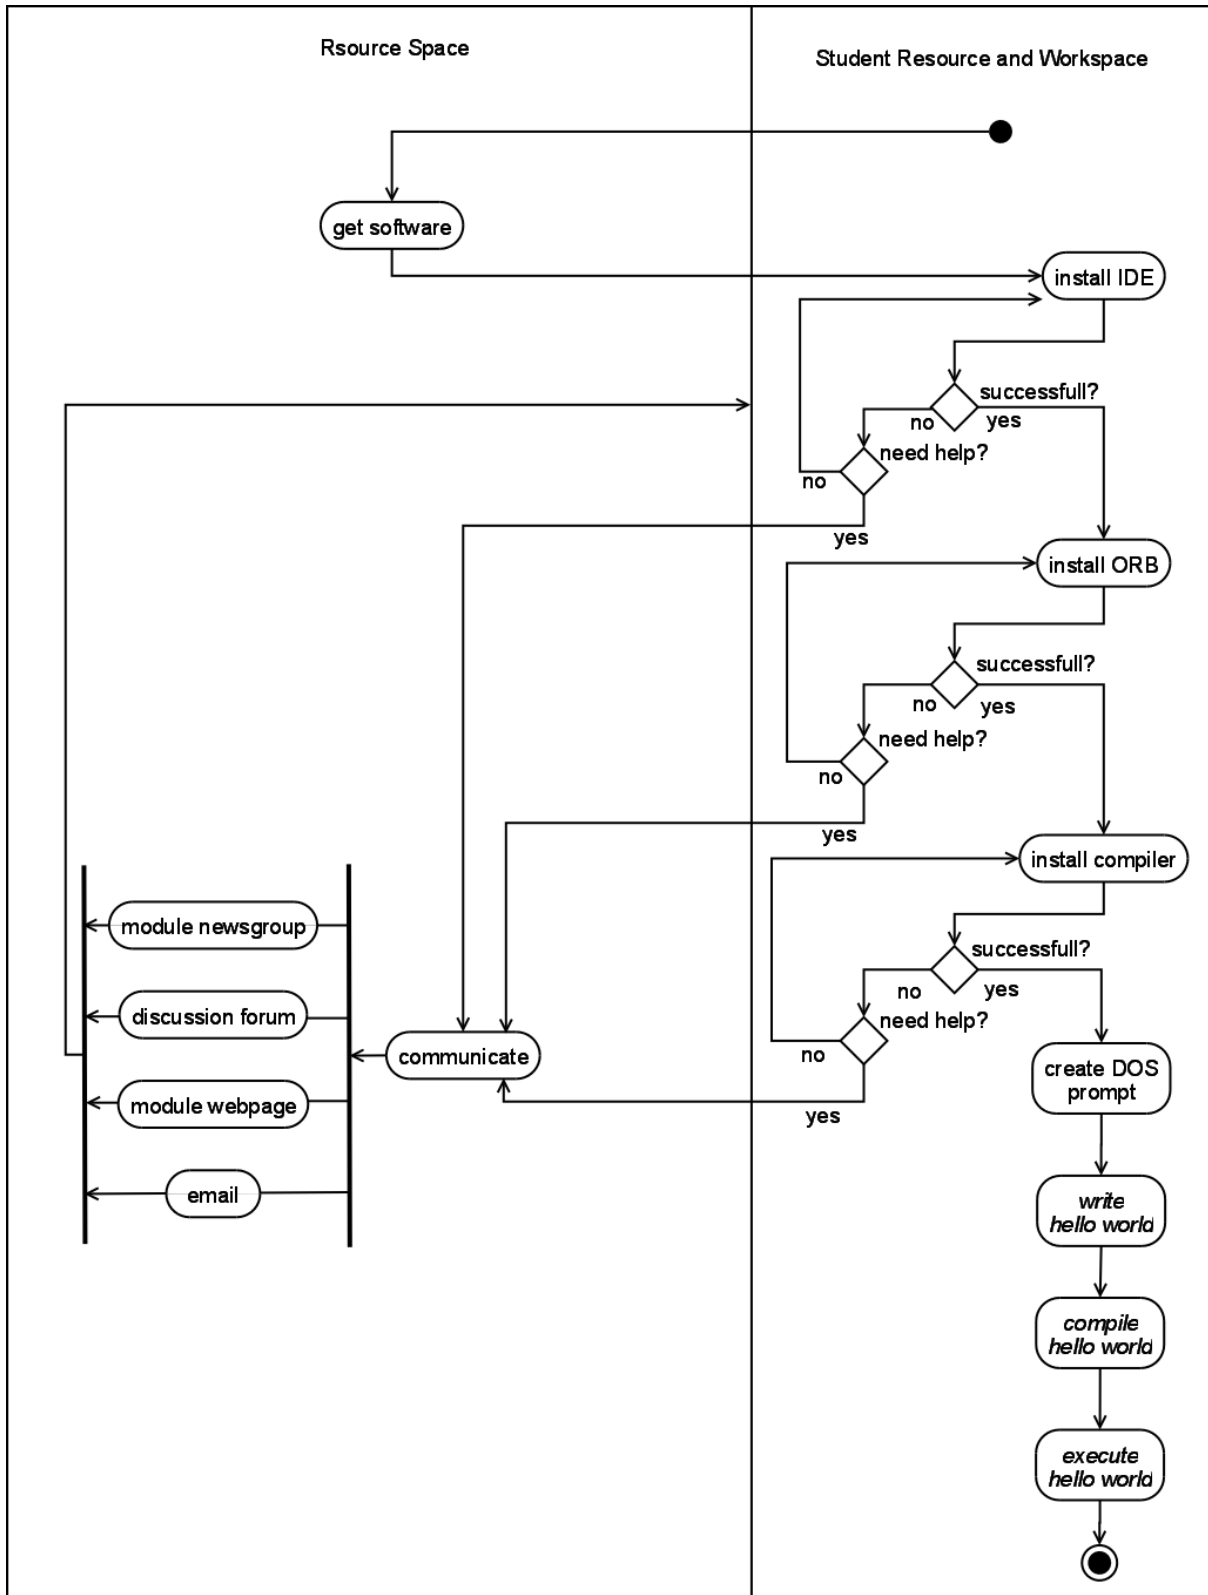 Rsource Space
Student Resource and Workspace
get software
install IDE
successfull?
no
yes
need help?
no
yes
install ORB
successfull?
no
yes
need help?
no
yes
install compiler
successfull?
no
yes
need help?
no
yes
module newsgroup
discussion forum
communicate
module webpage
email
create DOS
prompt
write
hello world
compile
hello world
execute
hello world